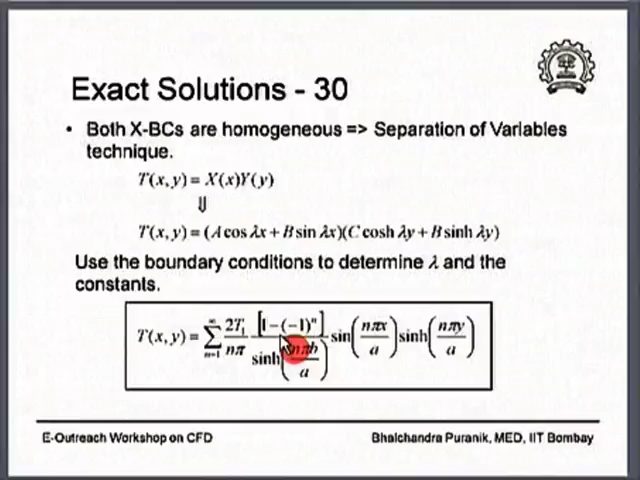 Exact Solutions - 30
• Both X-BCs are homogeneous => Separation of Variables
technique.
T(x, y) = X(x)Y(y)
⇓
T(x, y) = (A cos λx + B sin λx)(C cosh λy + B sinh λy)
Use the boundary conditions to determine λ and the
constants.
T(x, y) = ∑_{n=1}^{∞} (2T₁/nπ) ([1-(-1)ⁿ]/sinh(nπb/a)) sin(nπx/a) sinh(nπy/a)
E-Outreach Workshop on CFD
Bhalchandra Puranik, MED, IIT Bombay